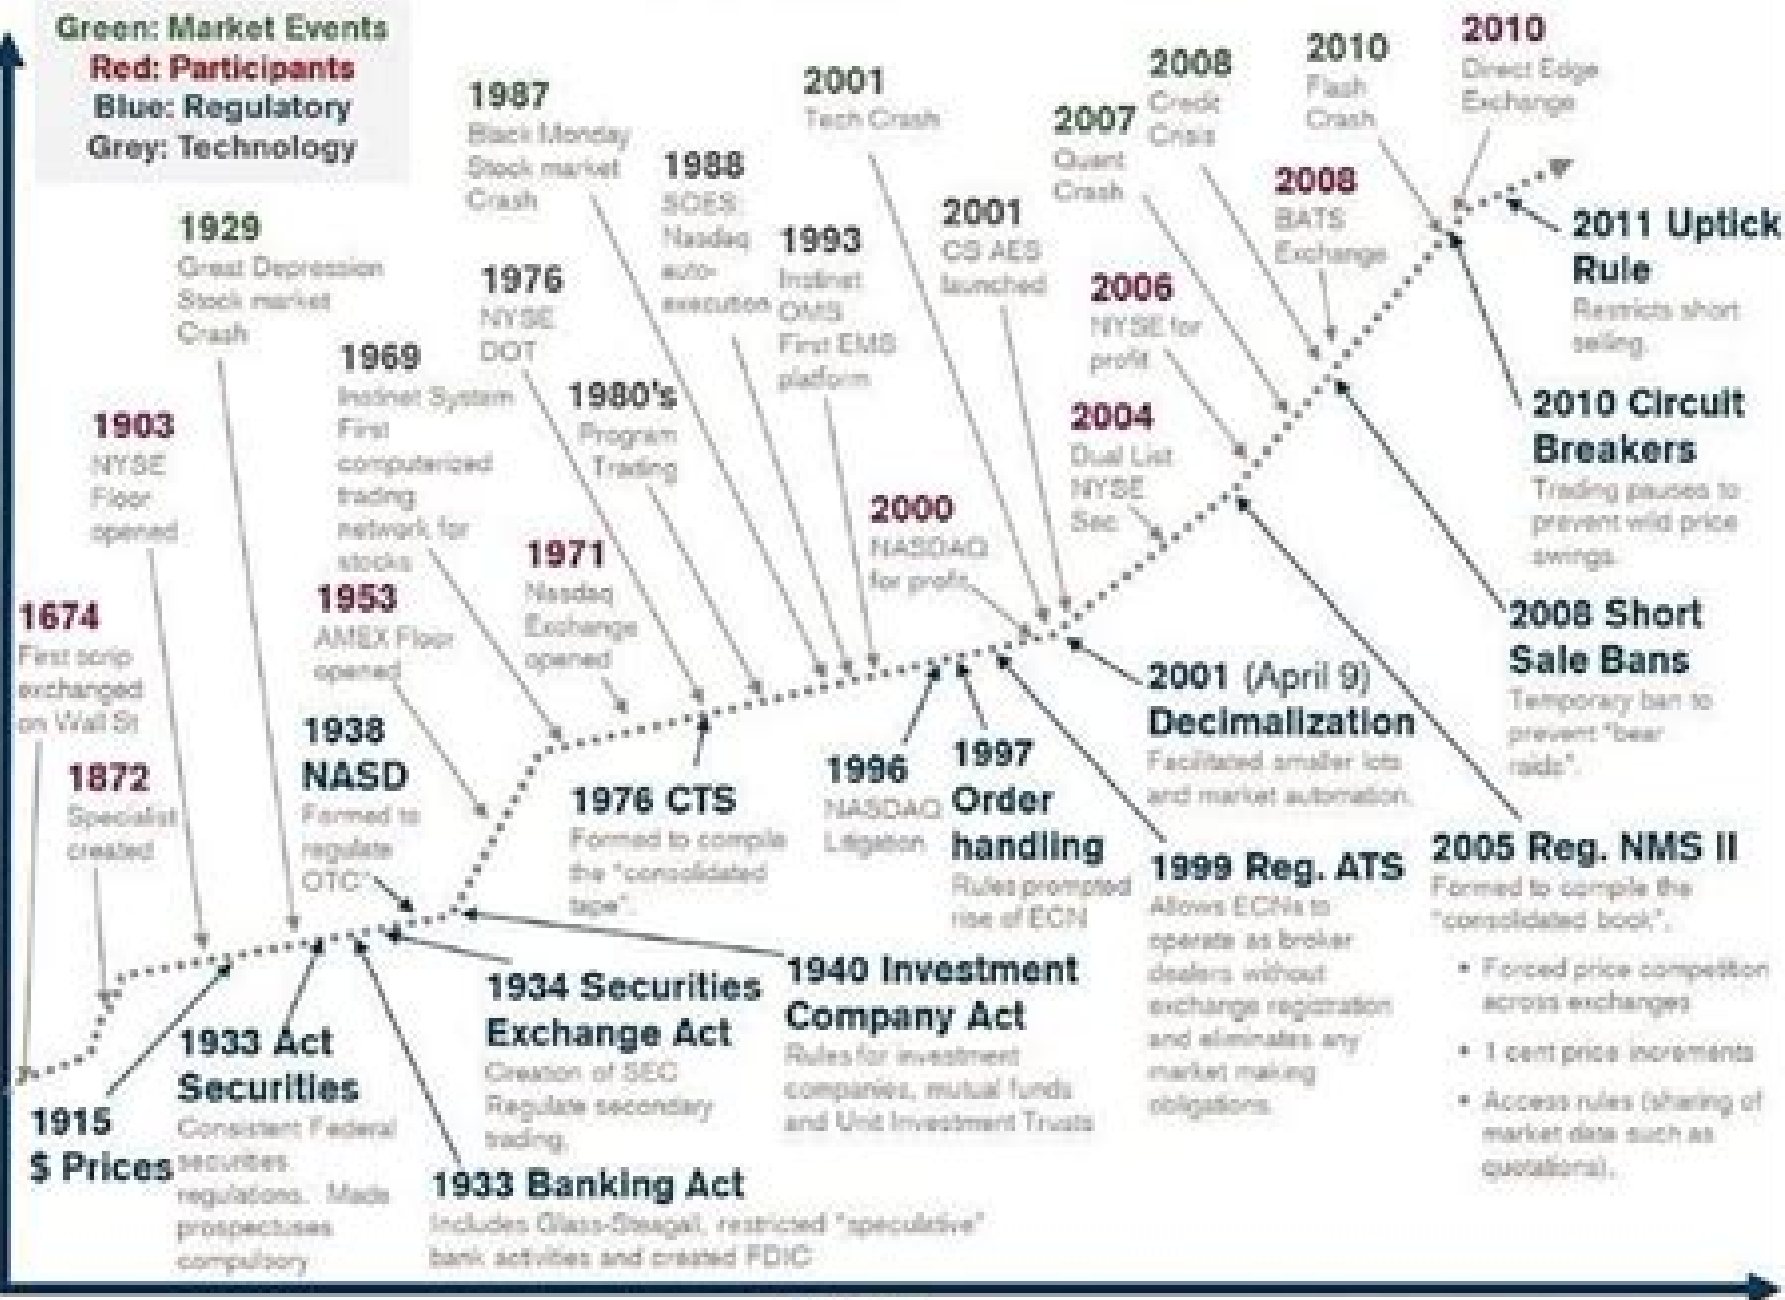 Green: Market Events
Red: Participants
Blue: Regulatory
Grey: Technology
1674
First scrip
exchanged
on Wall St
1872
Specialist
created
1903
NYSE
Floor
opened
1929
Great Depression
Stock market
Crash
1953
AMEX Floor
opened
1969
Instinet System
First
computerized
trading
network for
stocks
1971
Nasdaq
Exchange
opened
1976
NYSE
DOT
1980's
Program
Trading
1987
Black Monday
Stock market
Crash
1988
SOES:
Nasdaq
auto-
execution
1993
Instinet
OMS
First EMS
platform
2000
NASDAQ
for profit
2001
Tech Crash
2001
CS AES
launched
2004
Dual List
NYSE
Sec
2006
NYSE for
profit
2007
Quant
Crash
2008
Credit
Crisis
2008
BATS
Exchange
2010
Flash
Crash
2010
Direct Edge
Exchange
1915
$ Prices
1933 Act
Securities
Consistent Federal
securities
regulations. Made
prospectuses
compulsory
1933 Banking Act
Includes Glass-Steagall, restricted "speculative"
bank activities and created FDIC
1934 Securities
Exchange Act
Creation of SEC
Regulate secondary
trading.
1938
NASD
Formed to
regulate
OTC"
1940 Investment
Company Act
Rules for investment
companies, mutual funds
and Unit Investment Trusts
1976 CTS
Formed to compile
the "consolidated
tape".
1996
NASDAQ
Litigation
1997
Order
handling
Rules prompted
rise of ECN
1999 Reg. ATS
Allows ECNs to
operate as broker
dealers without
exchange registration
and eliminates any
market making
obligations.
2001 (April 9)
Decimalization
Facilitated smaller lots
and market automation.
2005 Reg. NMS II
Formed to compile the
"consolidated book".
• Forced price competition
across exchanges
• 1 cent price increments
• Access rules (sharing of
market data such as
quotations).
2008 Short
Sale Bans
Temporary ban to
prevent "bear
raids".
2010 Circuit
Breakers
Trading pauses to
prevent wild price
swings.
2011 Uptick
Rule
Restricts short
selling.